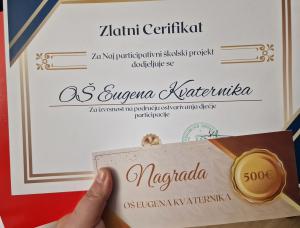 Zlatni Cerifikat
Za Naj participativni školski projekt
dodjeljuje se
OŠ Eugena Kvaternika
Za izvrsnost na području ostvarivanja dječje
participacije
Nagrada
500€
OŠ EUGENA KVATERNIKA